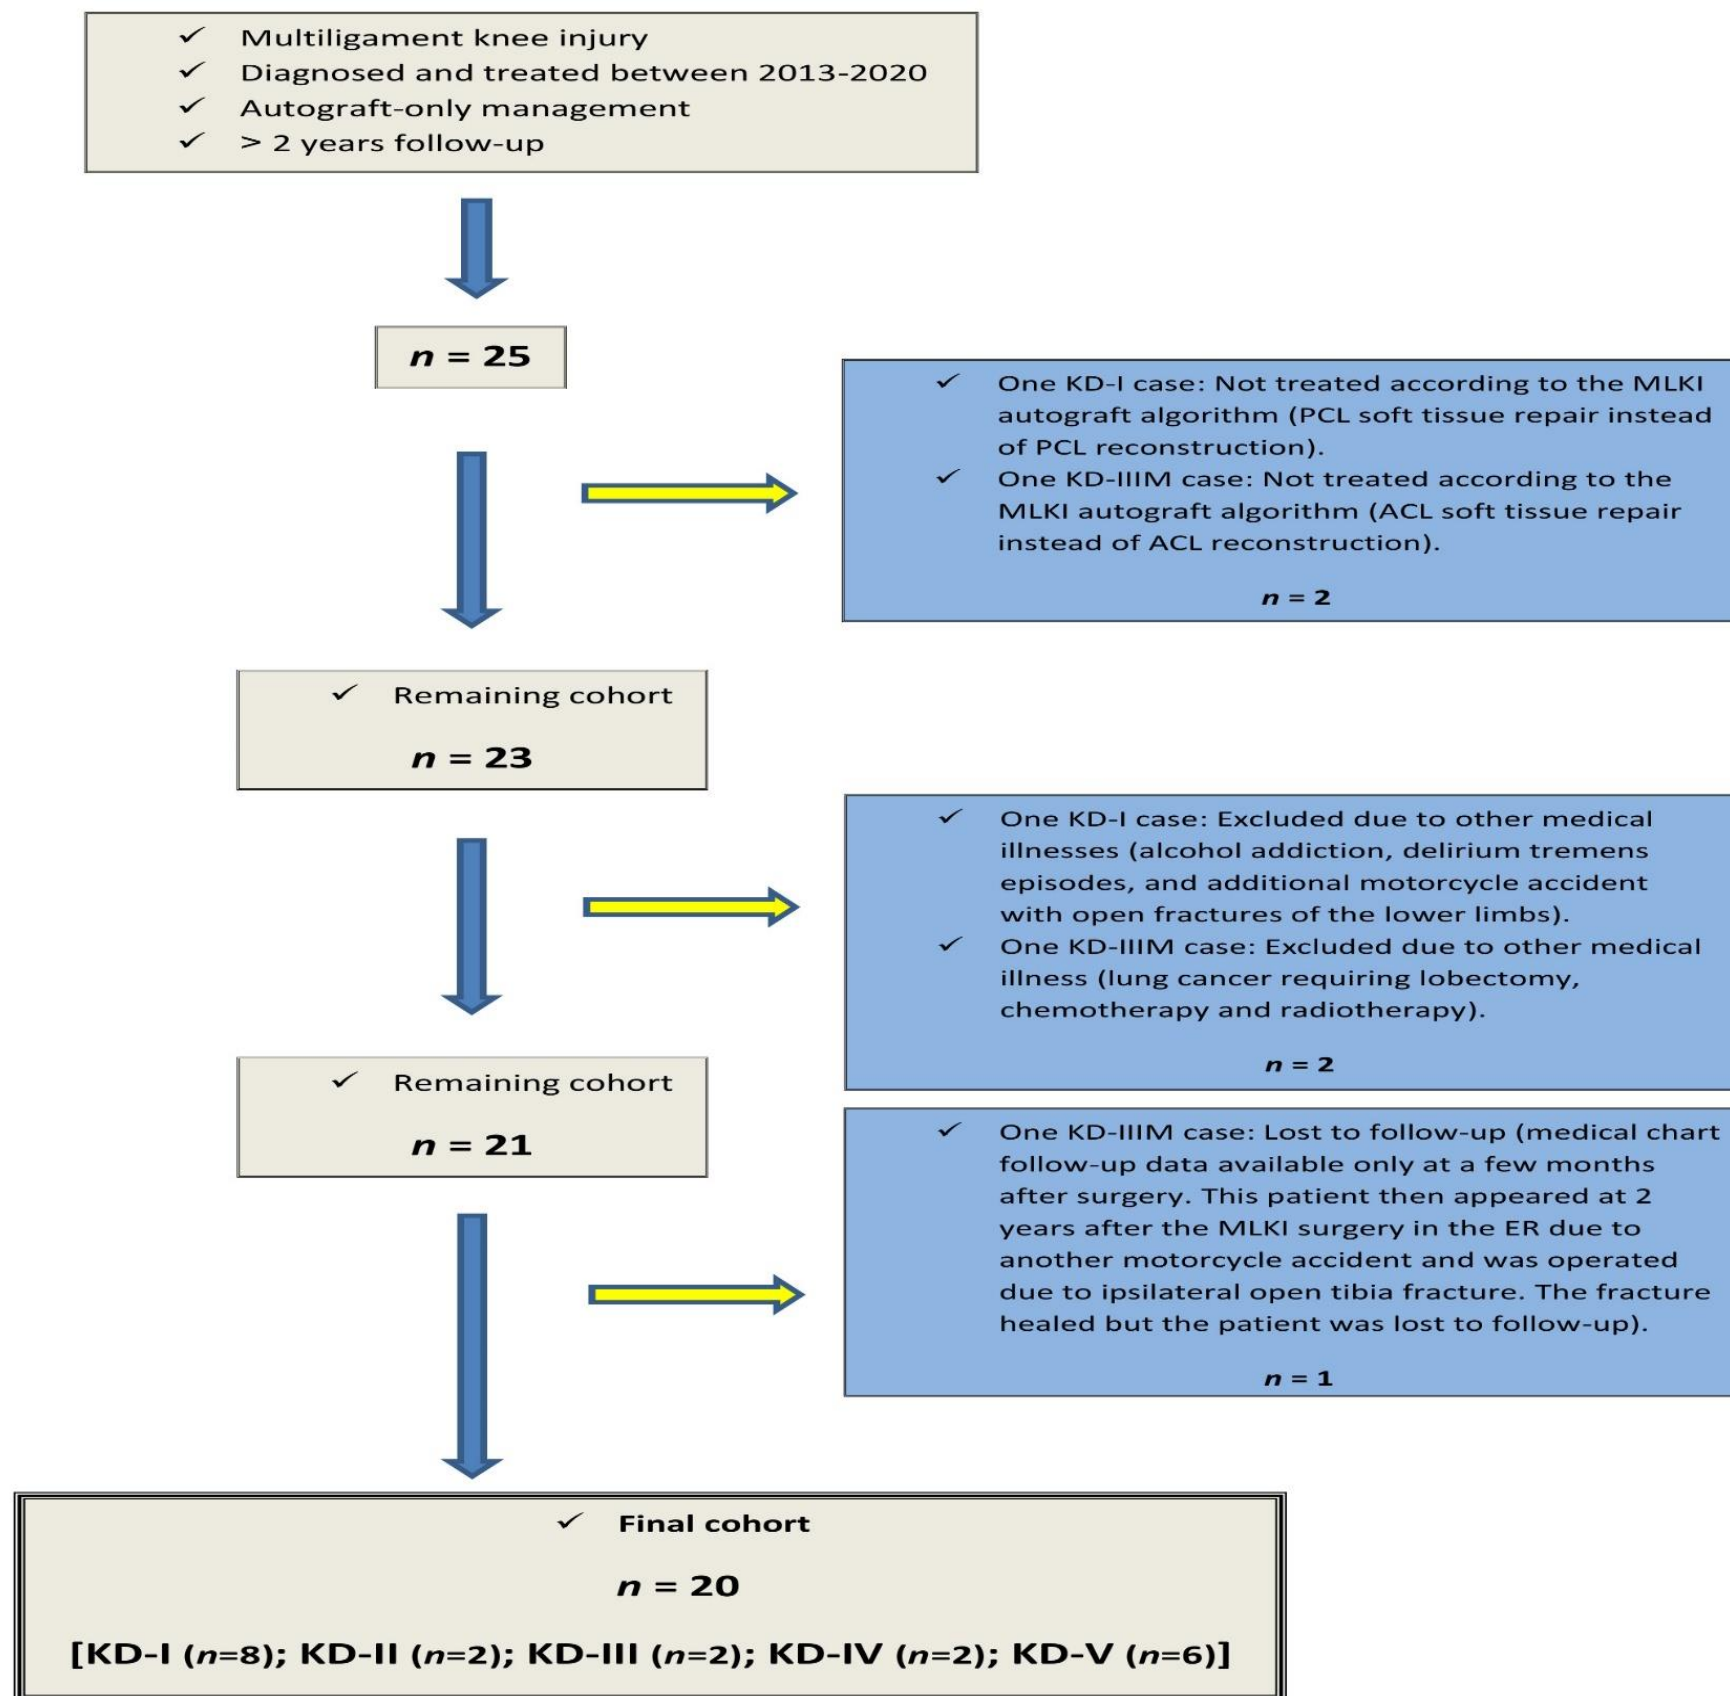 ✓ Multiligament knee injury
✓ Diagnosed and treated between 2013-2020
✓ Autograft-only management
✓ > 2 years follow-up
n = 25
✓ One KD-I case: Not treated according to the MLKI
autograft algorithm (PCL soft tissue repair instead
of PCL reconstruction).
✓ One KD-IIIM case: Not treated according to the
MLKI autograft algorithm (ACL soft tissue repair
instead of ACL reconstruction).
n = 2
✓ Remaining cohort
n = 23
✓ One KD-I case: Excluded due to other medical
illnesses (alcohol addiction, delirium tremens
episodes, and additional motorcycle accident
with open fractures of the lower limbs).
✓ One KD-IIIM case: Excluded due to other medical
illness (lung cancer requiring lobectomy,
chemotherapy and radiotherapy).
n = 2
✓ Remaining cohort
n = 21
✓ One KD-IIIM case: Lost to follow-up (medical chart
follow-up data available only at a few months
after surgery. This patient then appeared at 2
years after the MLKI surgery in the ER due to
another motorcycle accident and was operated
due to ipsilateral open tibia fracture. The fracture
healed but the patient was lost to follow-up).
n = 1
✓ Final cohort
n = 20
[KD-I (n=8); KD-II (n=2); KD-III (n=2); KD-IV (n=2); KD-V (n=6)]